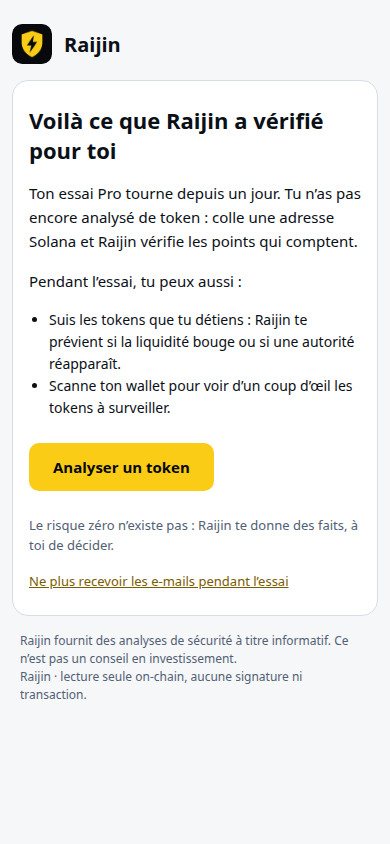 Raijin
Voilà ce que Raijin a vérifié
pour toi
Ton essai Pro tourne depuis un jour. Tu n’as pas
encore analysé de token : colle une adresse
Solana et Raijin vérifie les points qui comptent.
Pendant l’essai, tu peux aussi :
• Suis les tokens que tu détiens : Raijin te
prévient si la liquidité bouge ou si une autorité
réapparaît.
• Scanne ton wallet pour voir d’un coup d’œil les
tokens à surveiller.
Analyser un token
Le risque zéro n’existe pas : Raijin te donne des faits, à
toi de décider.
Ne plus recevoir les e-mails pendant l’essai
Raijin fournit des analyses de sécurité à titre informatif. Ce
n’est pas un conseil en investissement.
Raijin · lecture seule on-chain, aucune signature ni
transaction.